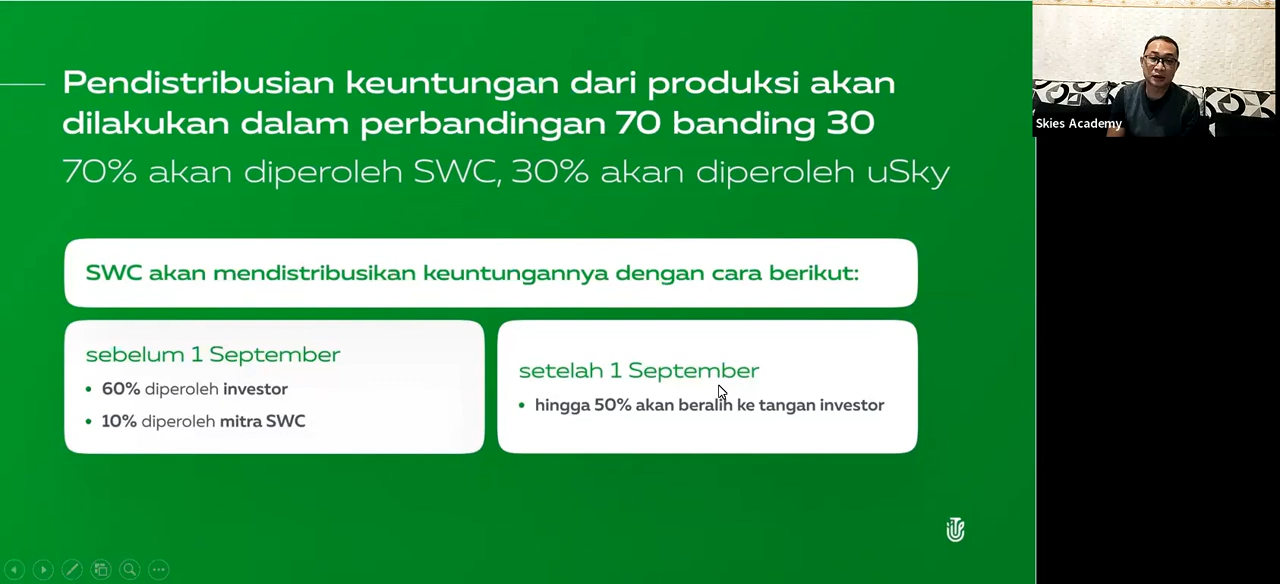 Pendistribusian keuntungan dari produksi akan
dilakukan dalam perbandingan 70 banding 30
70% akan diperoleh SWC, 30% akan diperoleh uSky
SWC akan mendistribusikan keuntungannya dengan cara berikut:
sebelum 1 September
• 60% diperoleh investor
• 10% diperoleh mitra SWC
setelah 1 September
• hingga 50% akan beralih ke tangan investor
Skies Academy